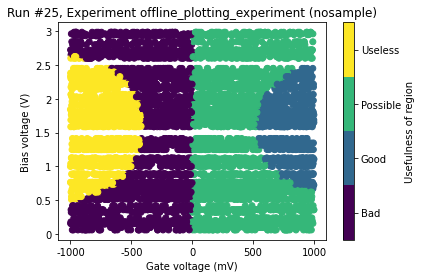 Run #25, Experiment offline_plotting_experiment (nosample)
3
2.5
2
1.5
1
0.5
0
Bias voltage (V)
-1000
-500
0
500
1000
Gate voltage (mV)
Useless
Possible
Good
Bad
Usefulness of region